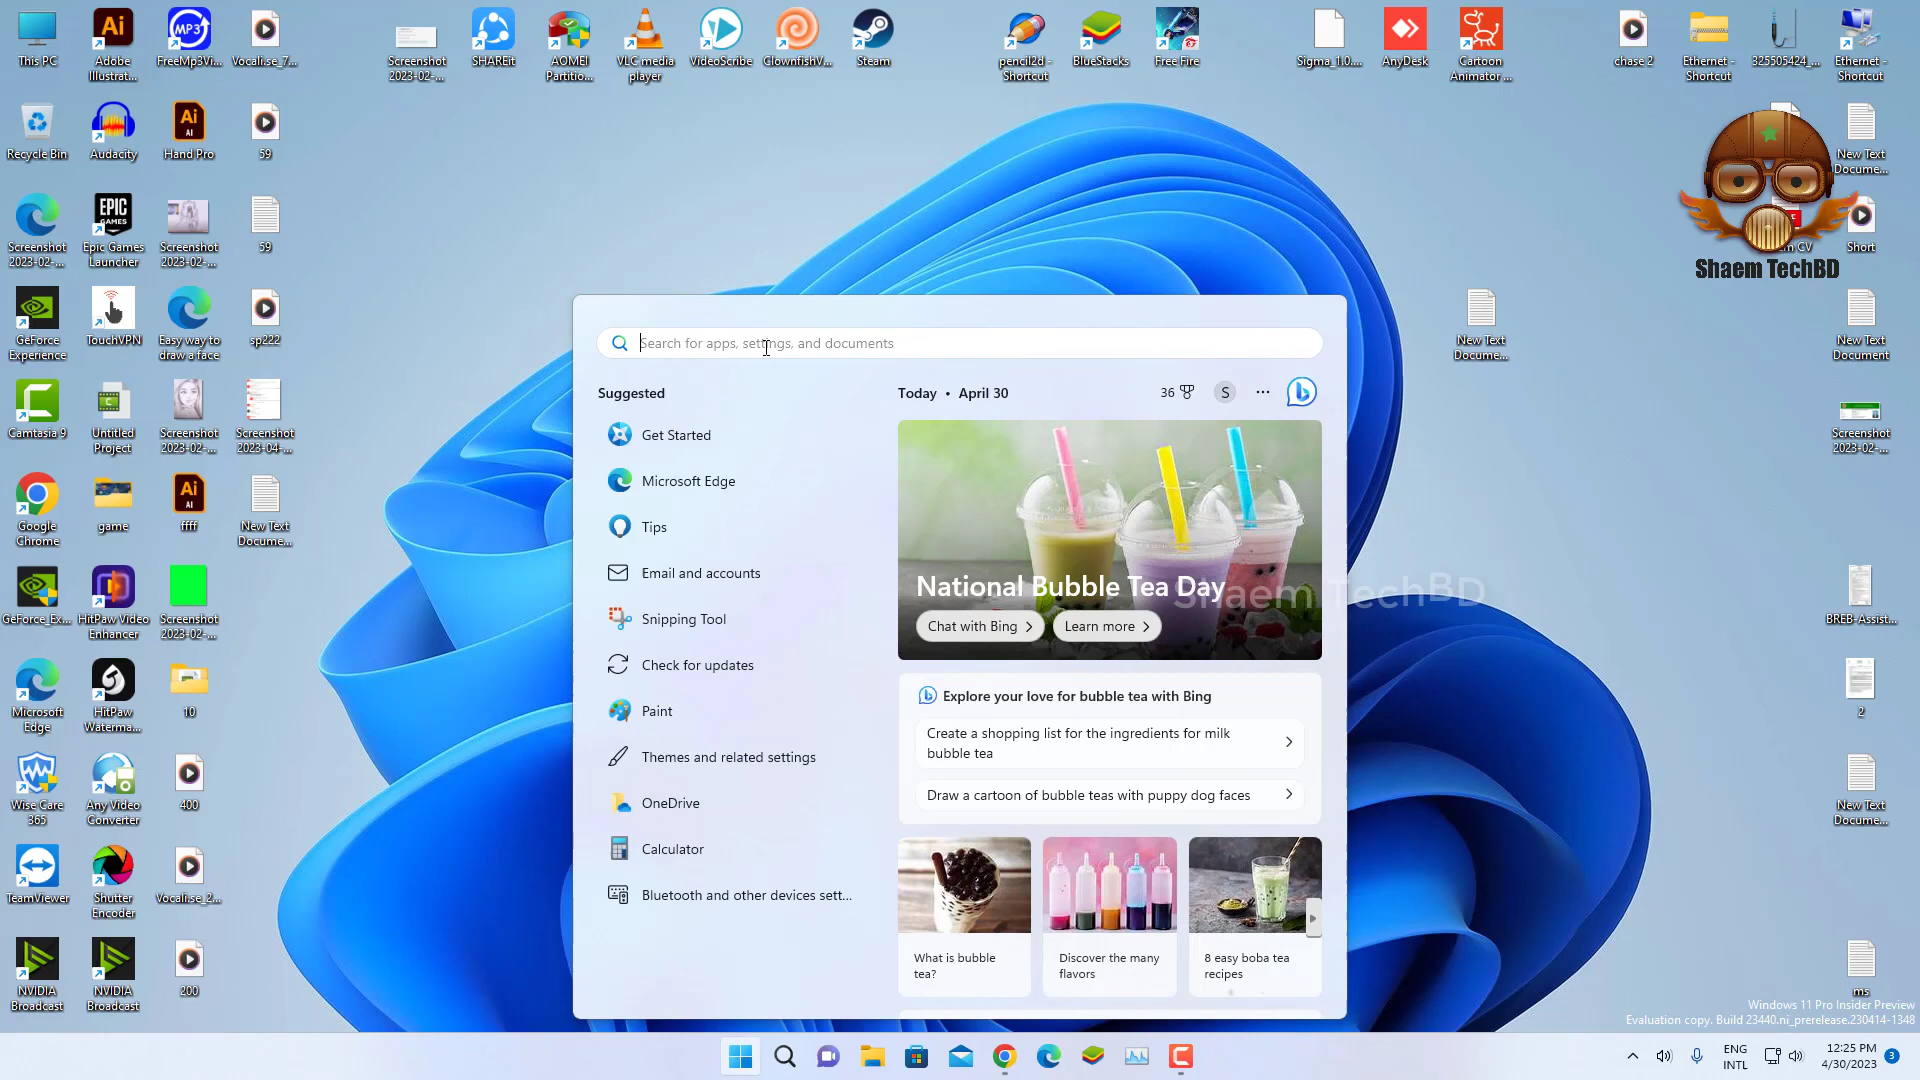 This PC
Adobe
Illustrat...
FreeMp3Vi...
Vocali.se_7...
Screenshot
2023-02-...
SHAREit
AOMEI
Partitio...
VLC media
player
VideoScribe
ClownfishV...
Steam
pencil2d -
Shortcut
BlueStacks
Free Fire
Sigma_1.0....
AnyDesk
Cartoon
Animator ...
chase 2
Ethernet -
Shortcut
325505424_...
Ethernet -
Shortcut
Recycle Bin
Audacity
Hand Pro
59
New Text
Docume...
Screenshot
2023-02-...
Epic Games
Launcher
Screenshot
2023-02-...
59
CV
Short
Shaem TechBD
GeForce
Experience
TouchVPN
Easy way to
draw a face
sp222
New Text
Docume...
New Text
Document
Camtasia 9
Untitled
Project
Screenshot
2023-02-...
Screenshot
2023-04-...
Screenshot
2023-02-...
Google
Chrome
game
ffff
New Text
Docume...
GeForce_Ex...
HitPaw Video
Enhancer
Screenshot
2023-02-...
BREB-Assist...
Microsoft
Edge
HitPaw
Waterma...
10
2
Wise Care
365
Any Video
Converter
400
New Text
Docume...
TeamViewer
Shutter
Encoder
Vocali.se_2...
NVIDIA
Broadcast
NVIDIA
Broadcast
200
ms
Search for apps, settings, and documents
Suggested
Get Started
Microsoft Edge
Tips
Email and accounts
Snipping Tool
Check for updates
Paint
Themes and related settings
OneDrive
Calculator
Bluetooth and other devices sett...
Today • April 30
36
S
National Bubble Tea Day
Shaem TechBD
Chat with Bing
Learn more
Explore your love for bubble tea with Bing
Create a shopping list for the ingredients for milk
bubble tea
Draw a cartoon of bubble teas with puppy dog faces
What is bubble
tea?
Discover the many
flavors
8 easy boba tea
recipes
Windows 11 Pro Insider Preview
Evaluation copy. Build 23440.ni_prerelease.230414-1348
ENG
INTL
12:25 PM
4/30/2023
3